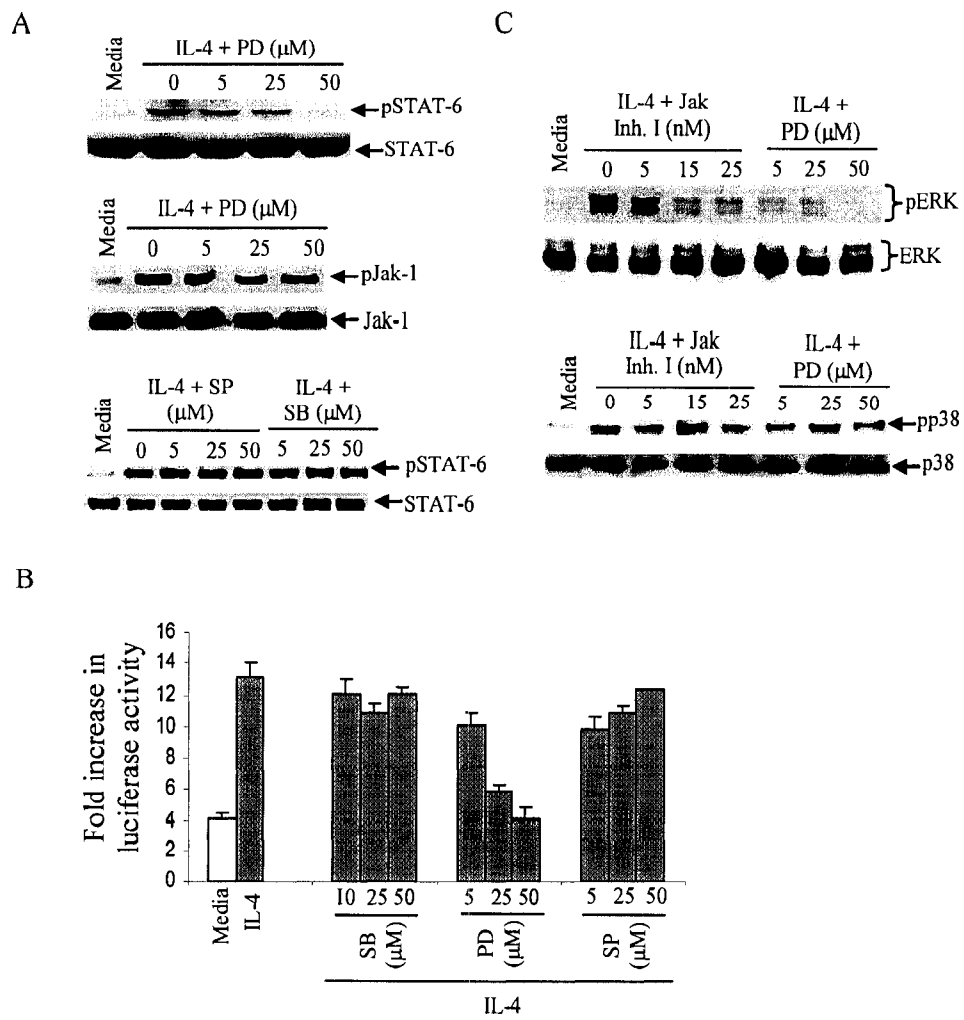 A
Media
IL-4 + PD (μM)
0 5 25 50
pSTAT-6
STAT-6
Media
IL-4 + PD (μM)
0 5 25 50
pJak-1
Jak-1
Media
IL-4 + SP
(μM)
IL-4 +
SB (μM)
0 5 25 50 5 25 50
pSTAT-6
STAT-6
C
Media
IL-4 + Jak
Inh. I (nM)
IL-4 +
PD (μM)
0 5 15 25 5 25 50
pERK
ERK
Media
IL-4 + Jak
Inh. I (nM)
IL-4 +
PD (μM)
0 5 15 25 5 25 50
pp38
p38
B
Fold increase in
luciferase activity
16
14
12
10
8
6
4
2
0
Media
IL-4
10 25 50
5 25 50
5 25 50
SB
(μM)
PD
(μM)
SP
(μM)
IL-4